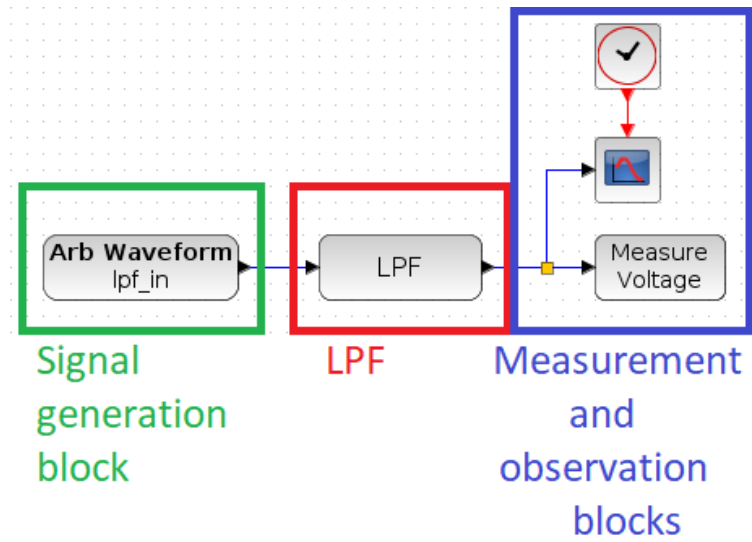 Arb Waveform
lpf_in
LPF
Measure
Voltage
Signal
generation
block
LPF
Measurement
and
observation
blocks